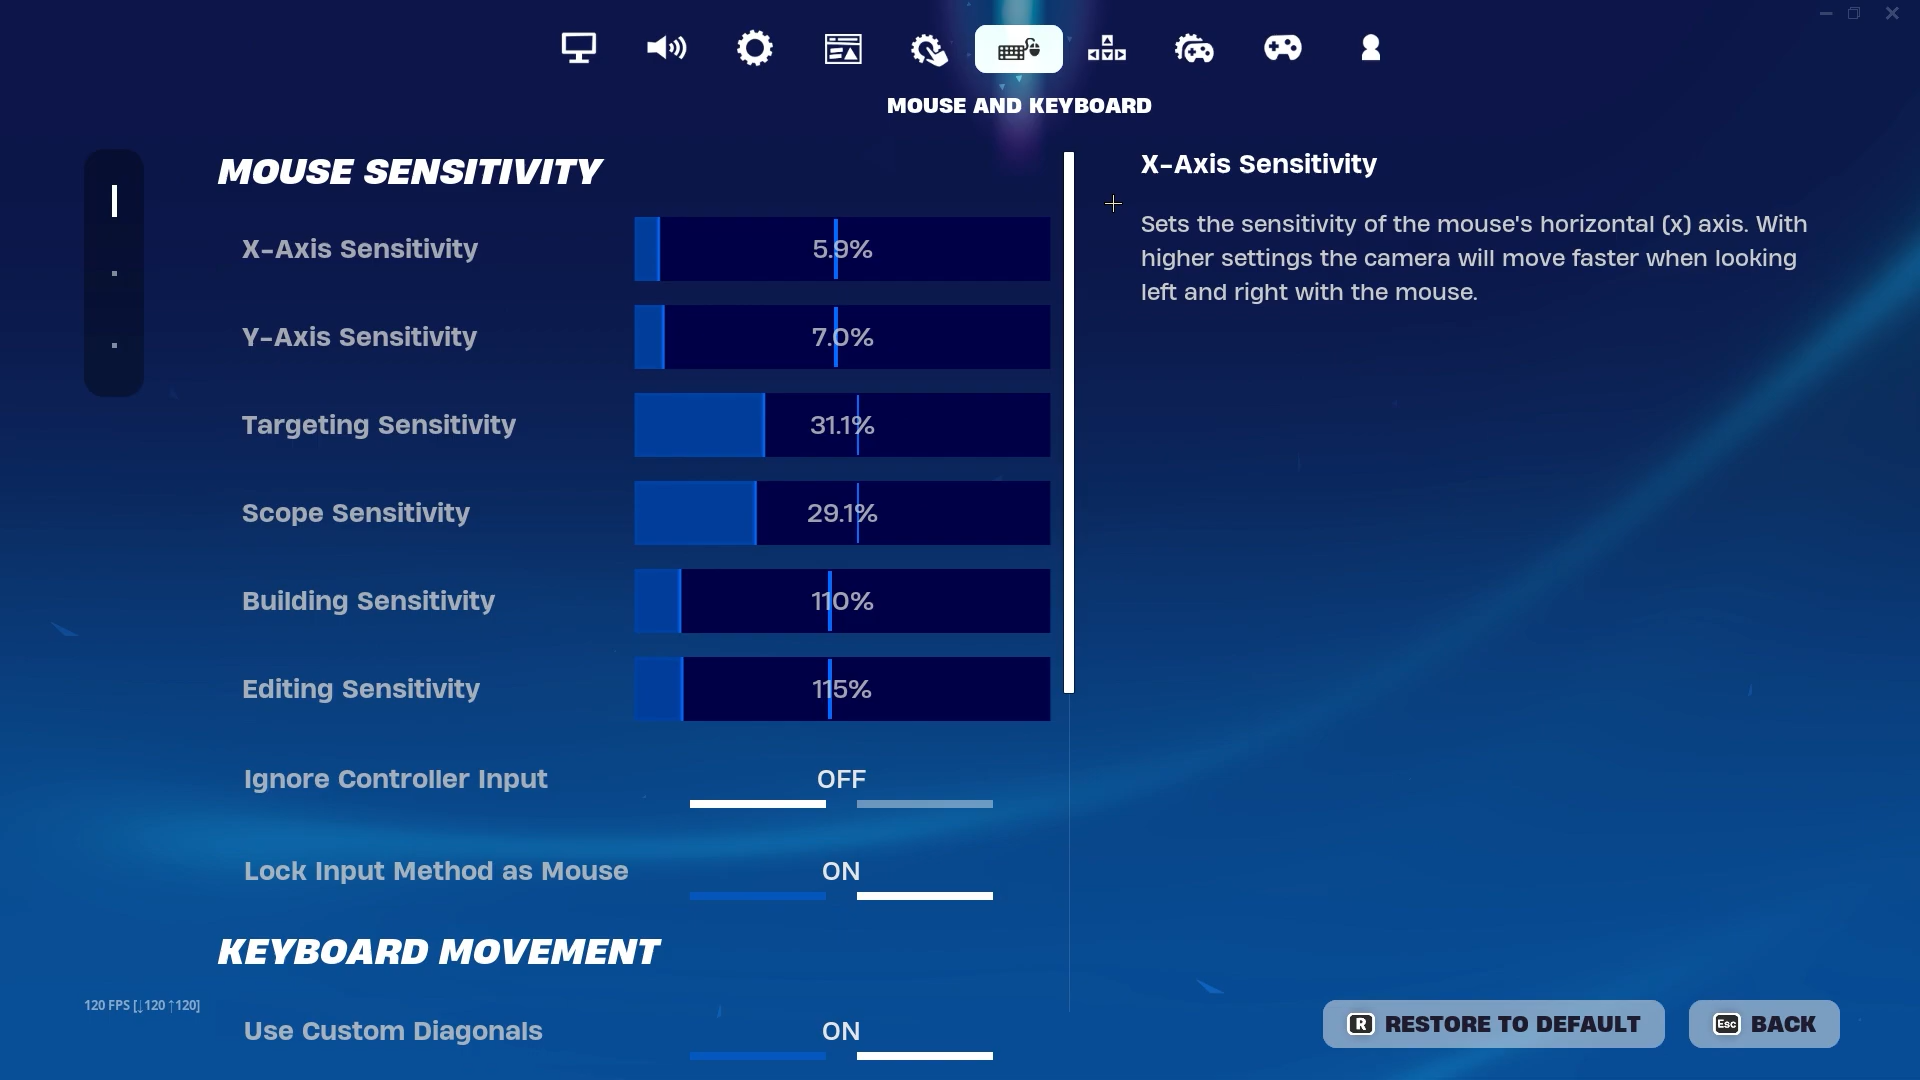 MOUSE AND KEYBOARD
MOUSE SENSITIVITY
X-Axis Sensitivity 5.9%
Y-Axis Sensitivity 7.0%
Targeting Sensitivity 31.1%
Scope Sensitivity 29.1%
Building Sensitivity 110%
Editing Sensitivity 115%
Ignore Controller Input OFF
Lock Input Method as Mouse ON
KEYBOARD MOVEMENT
Use Custom Diagonals ON
X-Axis Sensitivity
Sets the sensitivity of the mouse's horizontal (x) axis. With
higher settings the camera will move faster when looking
left and right with the mouse.
120 FPS [↓120 ↑120]
R RESTORE TO DEFAULT
Esc BACK